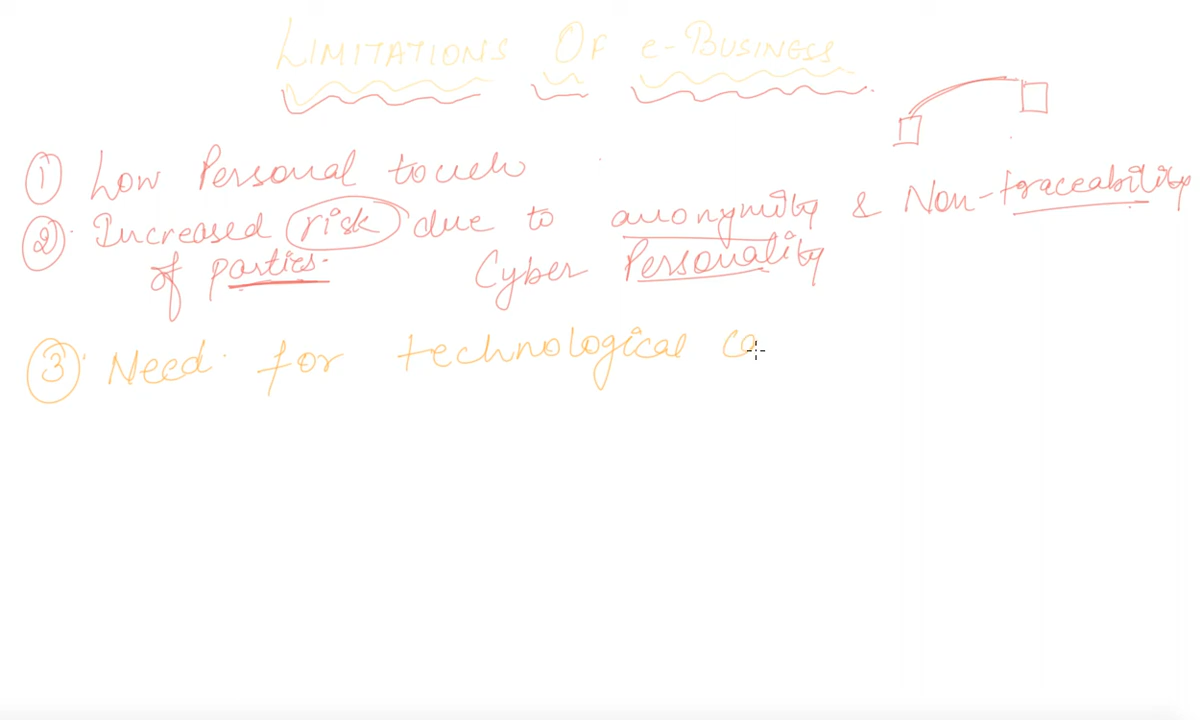 LIMITATIONS OF e-BUSINESS
① Low Personal touch
② Increased risk due to anonymity & Non-traceability
of parties. Cyber Personality
③ Need for technological co